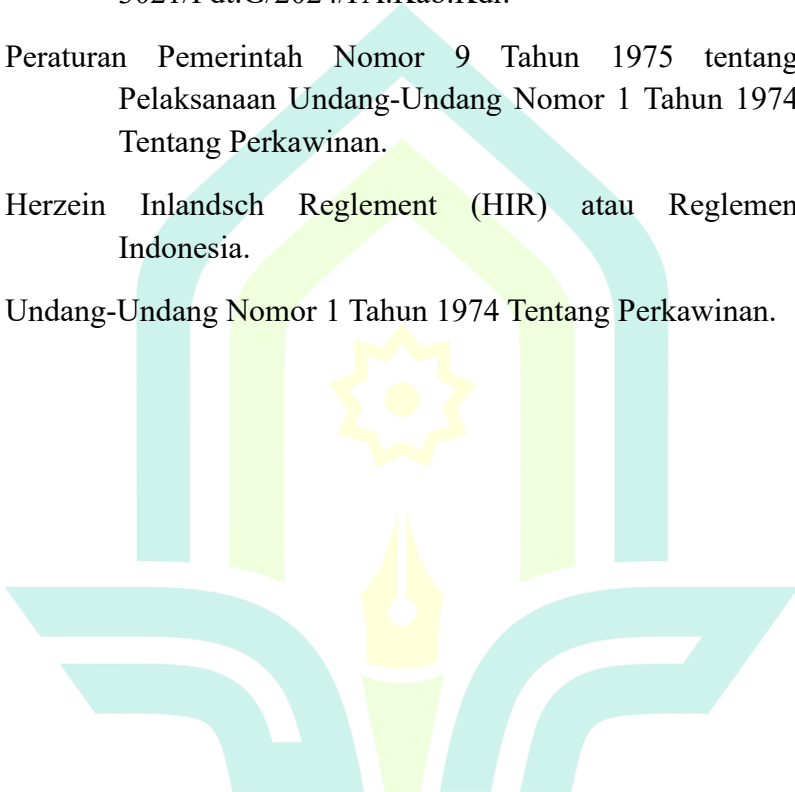 Peraturan Pemerintah Nomor 9 Tahun 1975 tentang
Pelaksanaan Undang-Undang Nomor 1 Tahun 1974
Tentang Perkawinan.
Herzein Inlandsch Reglement (HIR) atau Reglemen
Indonesia.
Undang-Undang Nomor 1 Tahun 1974 Tentang Perkawinan.